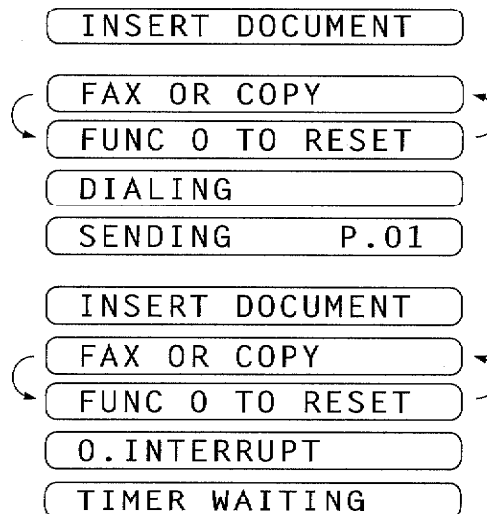 INSERT DOCUMENT
FAX OR COPY
FUNC 0 TO RESET
DIALING
SENDING P.01
INSERT DOCUMENT
FAX OR COPY
FUNC 0 TO RESET
0.INTERRUPT
TIMER WAITING